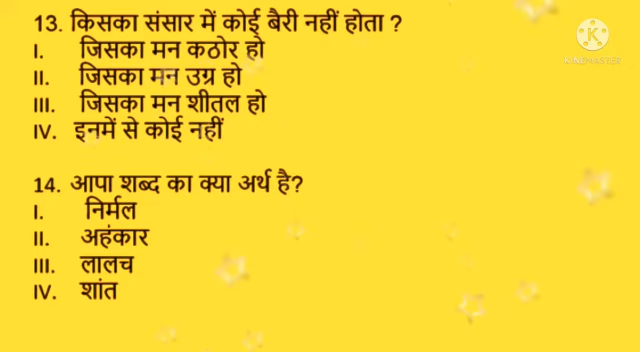 13. किसका संसार में कोई बैरी नहीं होता ?
I. जिसका मन कठोर हो
II. जिसका मन उग्र हो
III. जिसका मन शीतल हो
IV. इनमें से कोई नहीं
14. आपा शब्द का क्या अर्थ है?
I. निर्मल
II. अहंकार
III. लालच
IV. शांत
K
KINEMASTER